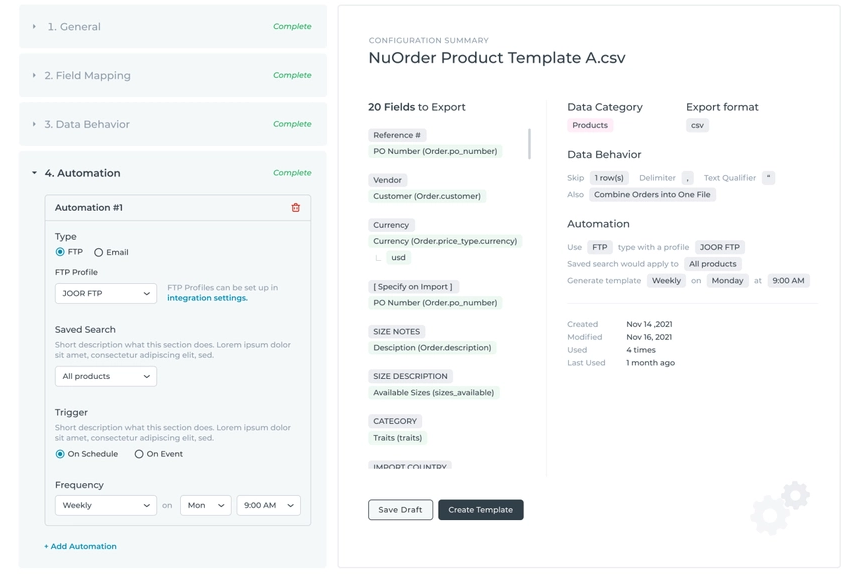 1. General
Complete
2. Field Mapping
Complete
3. Data Behavior
Complete
4. Automation
Complete
Automation #1
Type
FTP
Email
FTP Profile
JOOR FTP
FTP Profiles can be set up in
integration settings.
Saved Search
Short description what this section does. Lorem ipsum dolor
sit amet, consectetur adipiscing elit, sed.
All products
Trigger
Short description what this section does. Lorem ipsum dolor
sit amet, consectetur adipiscing elit, sed.
On Schedule
On Event
Frequency
Weekly
on
Mon
9:00 AM
+ Add Automation
CONFIGURATION SUMMARY
NuOrder Product Template A.csv
20 Fields to Export
Reference #
PO Number (Order.po_number)
Vendor
Customer (Order.customer)
Currency
Currency (Order.price_type.currency)
usd
[ Specify on Import ]
PO Number (Order.po_number)
SIZE NOTES
Desciption (Order.description)
SIZE DESCRIPTION
Available Sizes (sizes_available)
CATEGORY
Traits (traits)
IMPORT COUNTRY
Save Draft
Create Template
Data Category
Export format
Products
csv
Data Behavior
Skip 1 row(s) Delimiter , Text Qualifier "
Also Combine Orders into One File
Automation
Use FTP type with a profile JOOR FTP
Saved search would apply to All products
Generate template Weekly on Monday at 9:00 AM
Created Nov 14 ,2021
Modified Nov 16, 2021
Used 4 times
Last Used 1 month ago